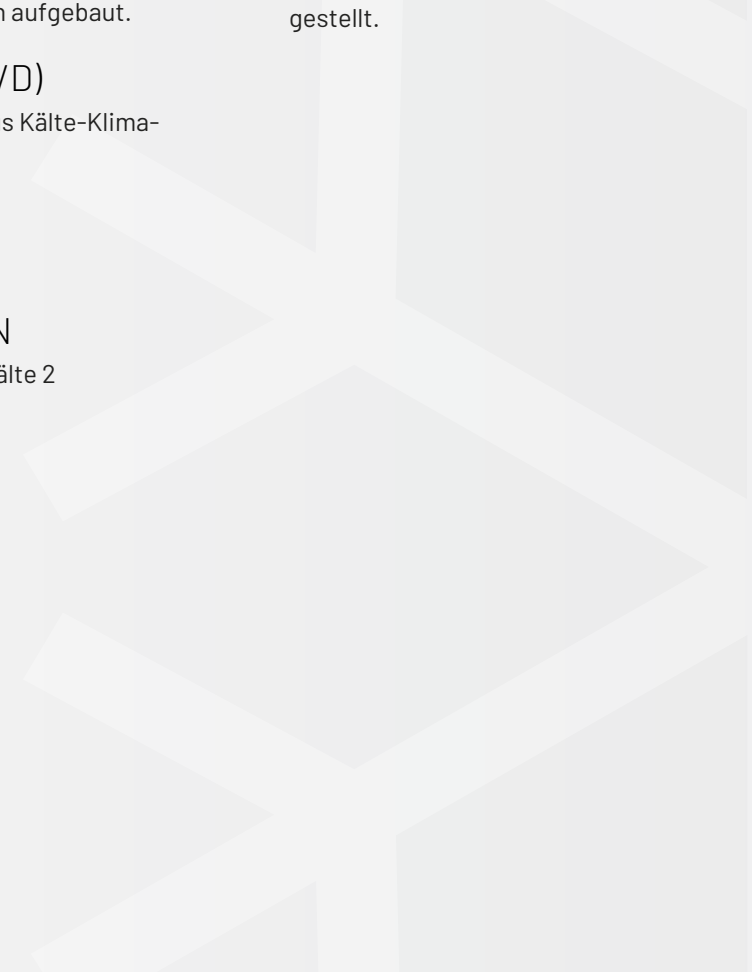 aufgebaut.
/D)
s Kälte-Klima-
N
älte 2
gestellt.